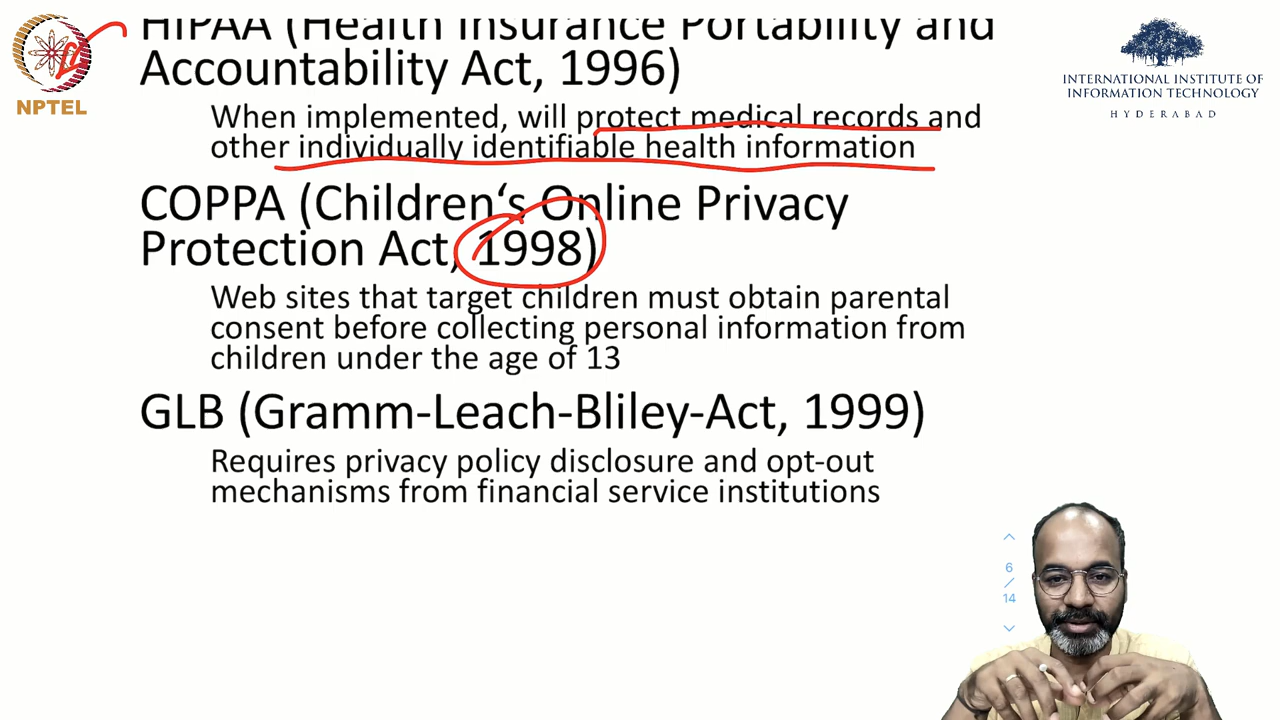 HIPAA (Health Insurance Portability and
Accountability Act, 1996)
When implemented, will protect medical records and
other individually identifiable health information
COPPA (Children‘s Online Privacy
Protection Act, 1998)
Web sites that target children must obtain parental
consent before collecting personal information from
children under the age of 13
GLB (Gramm-Leach-Bliley-Act, 1999)
Requires privacy policy disclosure and opt-out
mechanisms from financial service institutions
NPTEL
INTERNATIONAL INSTITUTE OF
INFORMATION TECHNOLOGY
HYDERABAD
6
/
14